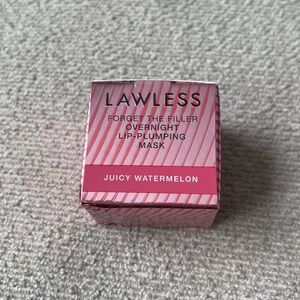 LAWLESS
FORGET THE FILLER
OVERNIGHT
LIP-PLUMPING
MASK
JUICY WATERMELON